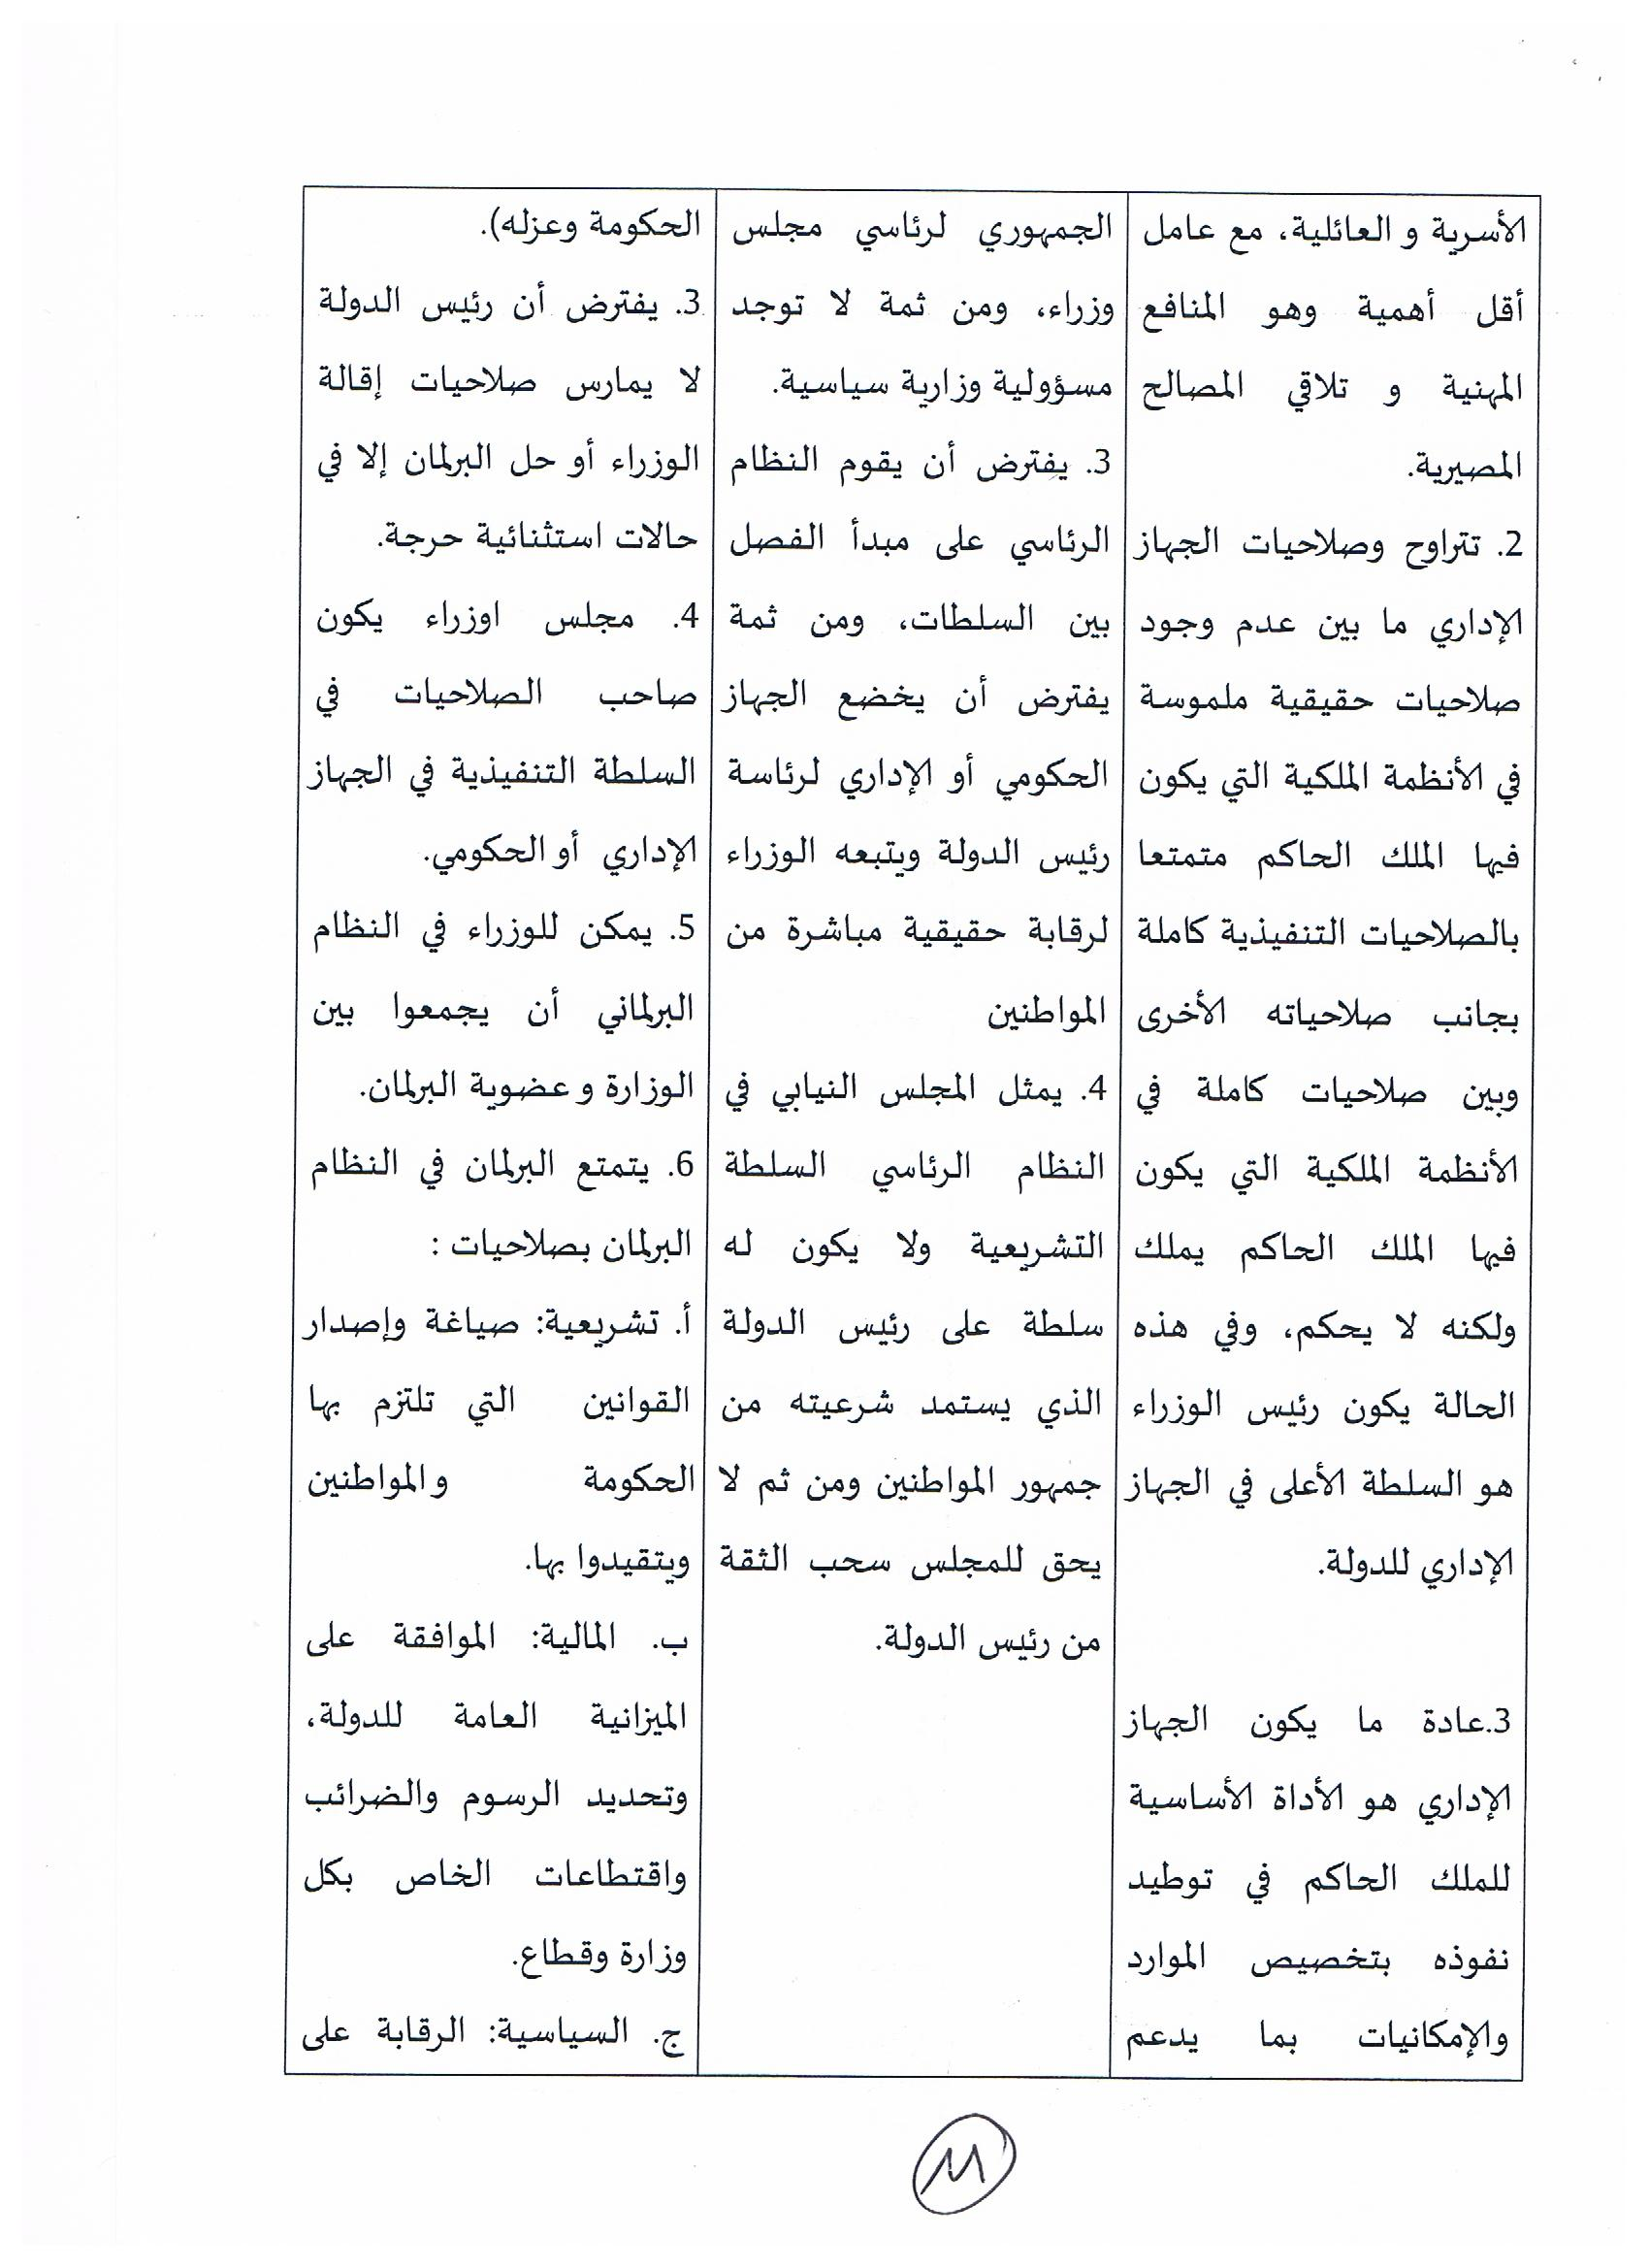 الأسرية و العائلية، مع عامل
أقل أهمية وهو المنافع
المهنية و تلاقي المصالح
المصيرية.
2. تتراوح وصلاحيات الجهاز
الإداري ما بين عدم وجود
صلاحيات حقيقية ملموسة
في الأنظمة الملكية التي يكون
فيها الملك الحاكم متمتعا
بالصلاحيات التنفيذية كاملة
بجانب صلاحياته الأخرى
وبين صلاحيات كاملة في
الأنظمة الملكية التي يكون
فيها الملك الحاكم يملك
ولكنه لا يحكم، وفي هذه
الحالة يكون رئيس الوزراء
هو السلطة الأعلى في الجهاز
الإداري للدولة.
3.عادة ما يكون الجهاز
الإداري هو الأداة الأساسية
للملك الحاكم في توطيد
نفوذه بتخصيص الموارد
والإمكانيات بما يدعم
الجمهوري لرئاسي مجلس
وزراء، ومن ثمة لا توجد
مسؤولية وزارية سياسية.
3. يفترض أن يقوم النظام
الرئاسي على مبدأ الفصل
بين السلطات، ومن ثمة
يفترض أن يخضع الجهاز
الحكومي أو الإداري لرئاسة
رئيس الدولة ويتبعه الوزراء
لرقابة حقيقية مباشرة من
المواطنين
4. يمثل المجلس النيابي في
النظام الرئاسي السلطة
التشريعية ولا يكون له
سلطة على رئيس الدولة
الذي يستمد شرعيته من
جمهور المواطنين ومن ثم لا
يحق للمجلس سحب الثقة
من رئيس الدولة.
الحكومة وعزله).
3. يفترض أن رئيس الدولة
لا يمارس صلاحيات إقالة
الوزراء أو حل البرلمان إلا في
حالات استثنائية حرجة.
4. مجلس اوزراء يكون
صاحب الصلاحيات في
السلطة التنفيذية في الجهاز
الإداري أو الحكومي.
5. يمكن للوزراء في النظام
البرلماني أن يجمعوا بين
الوزارة و عضوية البرلمان.
6. يتمتع البرلمان في النظام
البرلمان بصلاحيات :
أ. تشريعية: صياغة وإصدار
القوانين التي تلتزم بها
الحكومة والمواطنين
ويتقيدوا بها.
ب. المالية: الموافقة على
الميزانية العامة للدولة،
وتحديد الرسوم والضرائب
واقتطاعات الخاص بكل
وزارة وقطاع.
ج. السياسية: الرقابة على